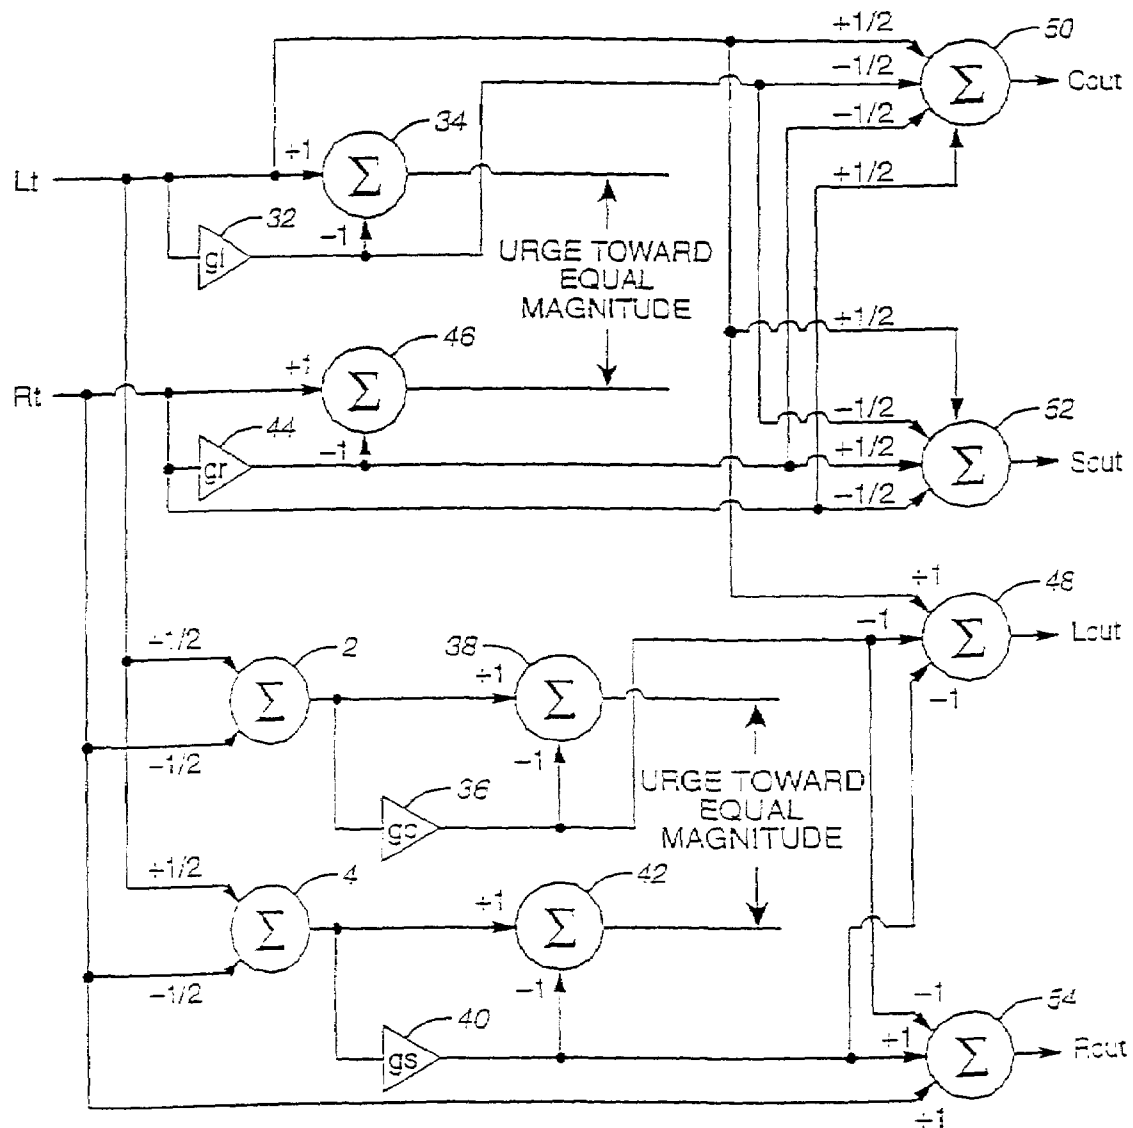 +1/2
50
−1/2
Σ
Cout
34
−1/2
+1
+1/2
Lt
Σ
32
−1
gl
URGE TOWARD
EQUAL
MAGNITUDE
+1/2
46
+1
Rt
Σ
44
−1/2
52
−1
+1/2
gr
Σ
Sout
−1/2
+1
48
−1
+1/2
2
38
Σ
Lout
+1
−1
Σ
Σ
−1/2
−1
36
URGE TOWARD
EQUAL
MAGNITUDE
gc
+1/2
4
42
+1
Σ
Σ
−1/2
−1
−1
54
40
+1
gs
Σ
Rout
+1